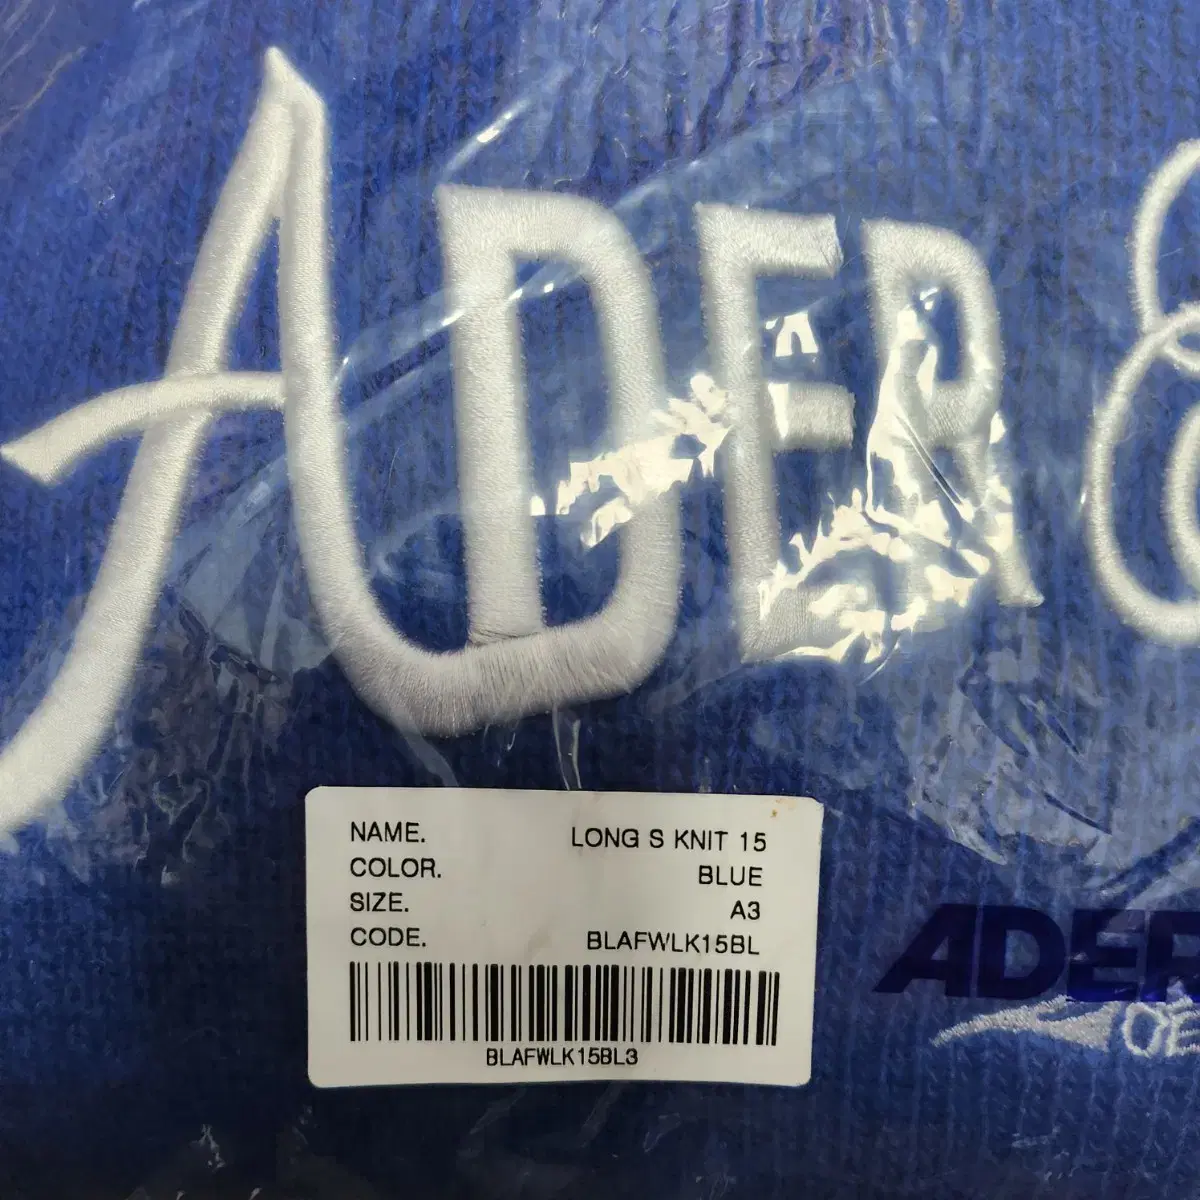 ADER
NAME. LONG S KNIT 15
COLOR. BLUE
SIZE. A3
CODE. BLAFWLK15BL
BLAFWLK15BL3
ADER